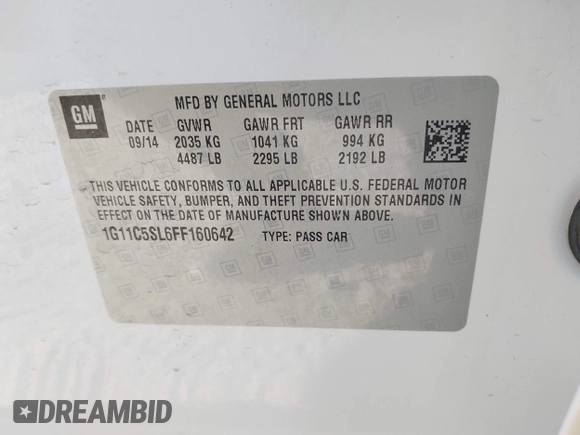 GM
MFD BY GENERAL MOTORS LLC
DATE GVWR GAWR FRT GAWR RR
09/14 2035 KG 1041 KG 994 KG
4487 LB 2295 LB 2192 LB
THIS VEHICLE CONFORMS TO ALL APPLICABLE U.S. FEDERAL MOTOR
VEHICLE SAFETY, BUMPER, AND THEFT PREVENTION STANDARDS IN
EFFECT ON THE DATE OF MANUFACTURE SHOWN ABOVE.
1G11C5SL6FF160642 TYPE: PASS CAR
DREAMBID